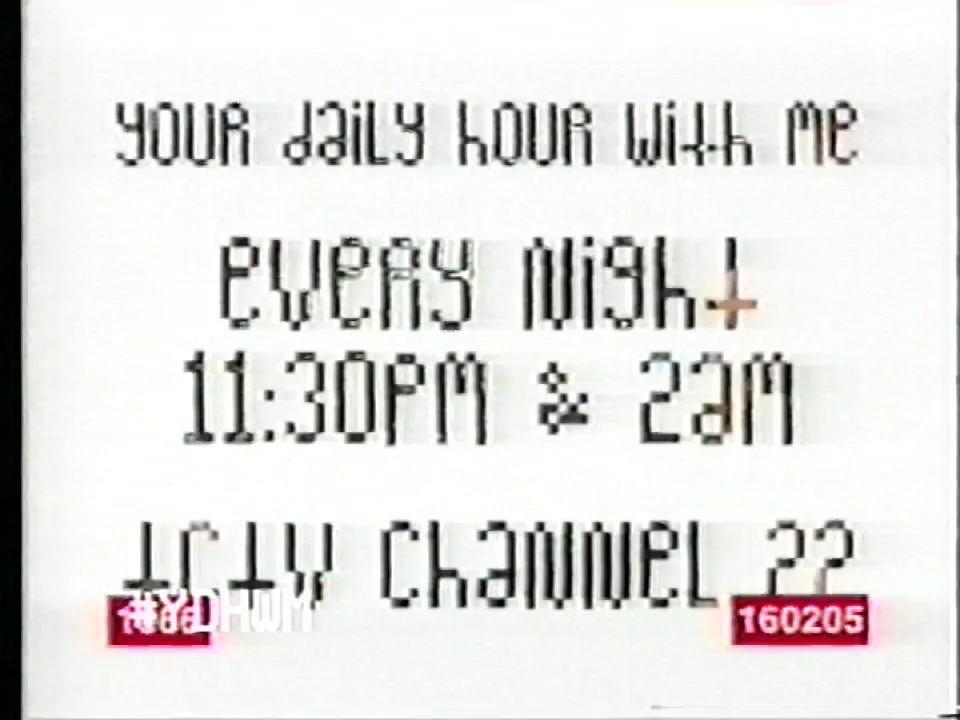 YOUR daiLY hOUR With Me
eveRY Night
11:30PM & 2aM
tctv ChaNNeL 22
#YDHWM
160205